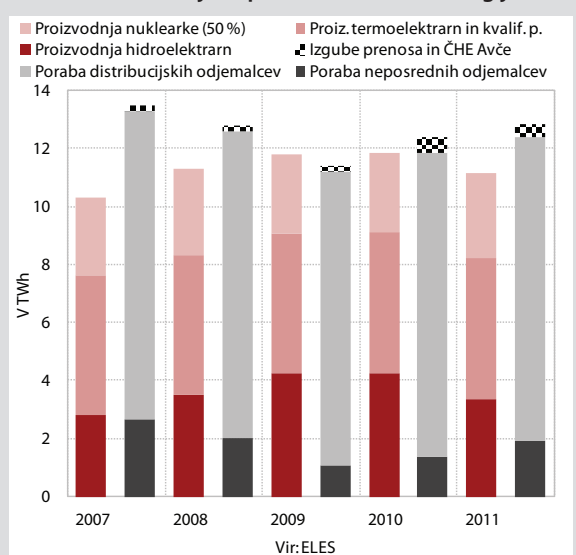 Proizvodnja nuklearke (50 %)
Proiz. termoelektrarn in kvalif. p.
Proizvodnja hidroelektrarn
Izgube prenosa in ČHE Avče
Poraba distribucijskih odjemalcev
Poraba neposrednih odjemalcev
14
12
10
8
6
4
2
0
V TWh
2007
2008
2009
2010
2011
Vir: ELES